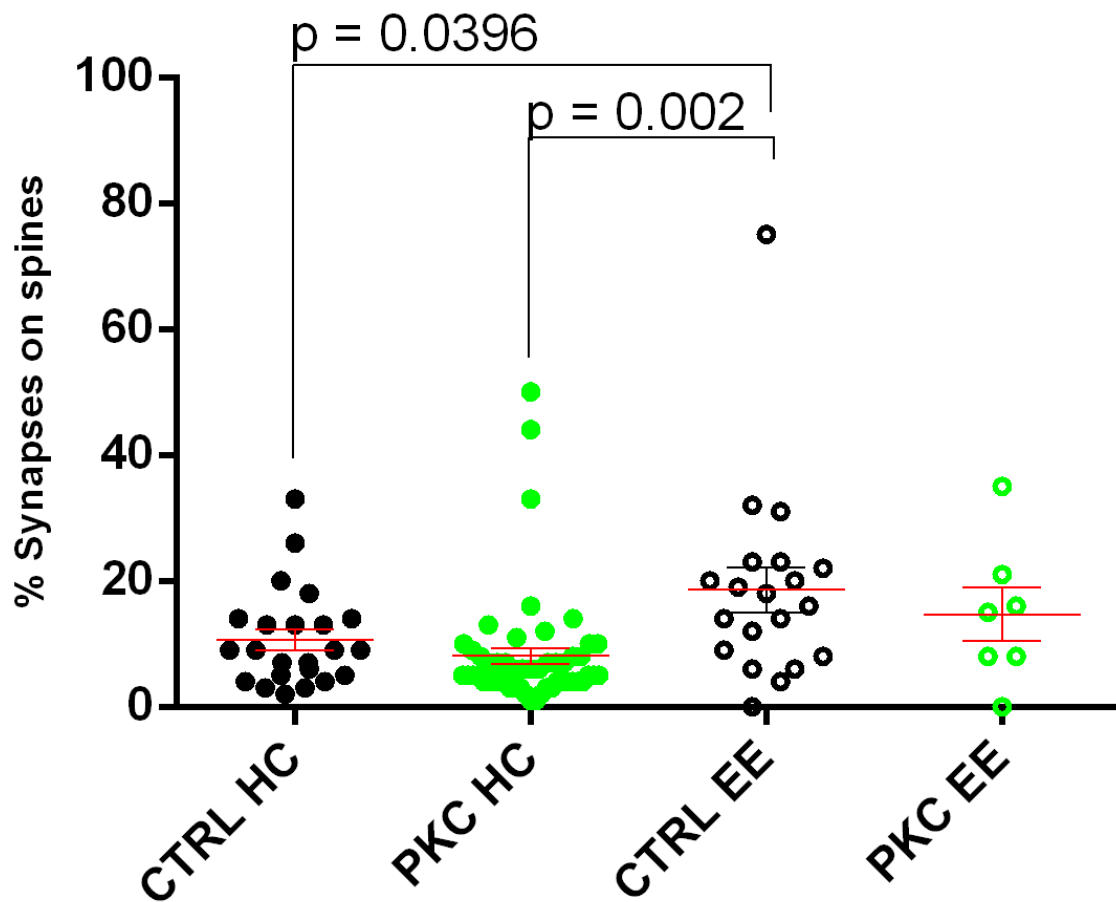 p = 0.0396
p = 0.002
100
80
60
40
20
0
% Synapses on spines
CTRL HC
PKC HC
CTRL EE
PKC EE